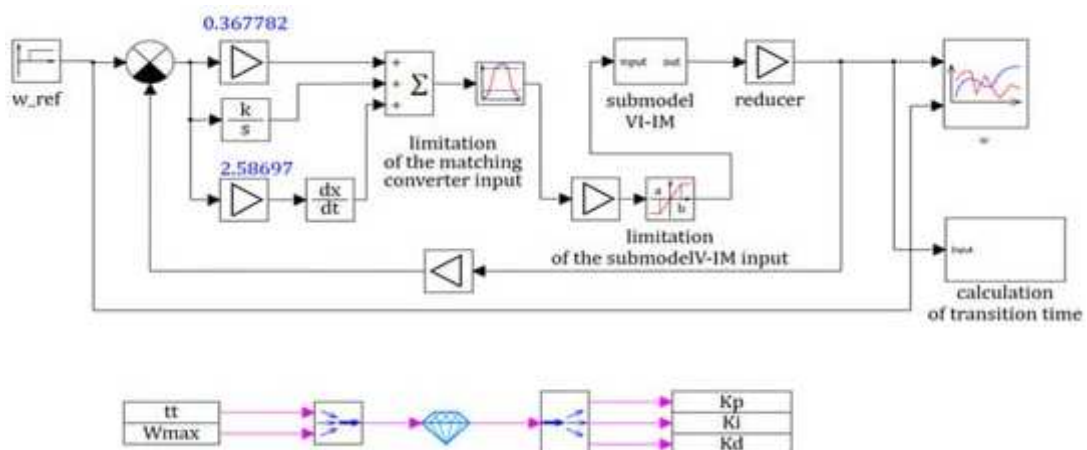 0.367782
w_ref
k
s
2.58697
dx
dt
+
+
+
Σ
limitation
of the matching
converter input
input out
submodel
VI-IM
reducer
a
b
limitation
of the submodelV-IM input
w
Input
calculation
of transition time
tt
Wmax
Kp
Ki
Kd